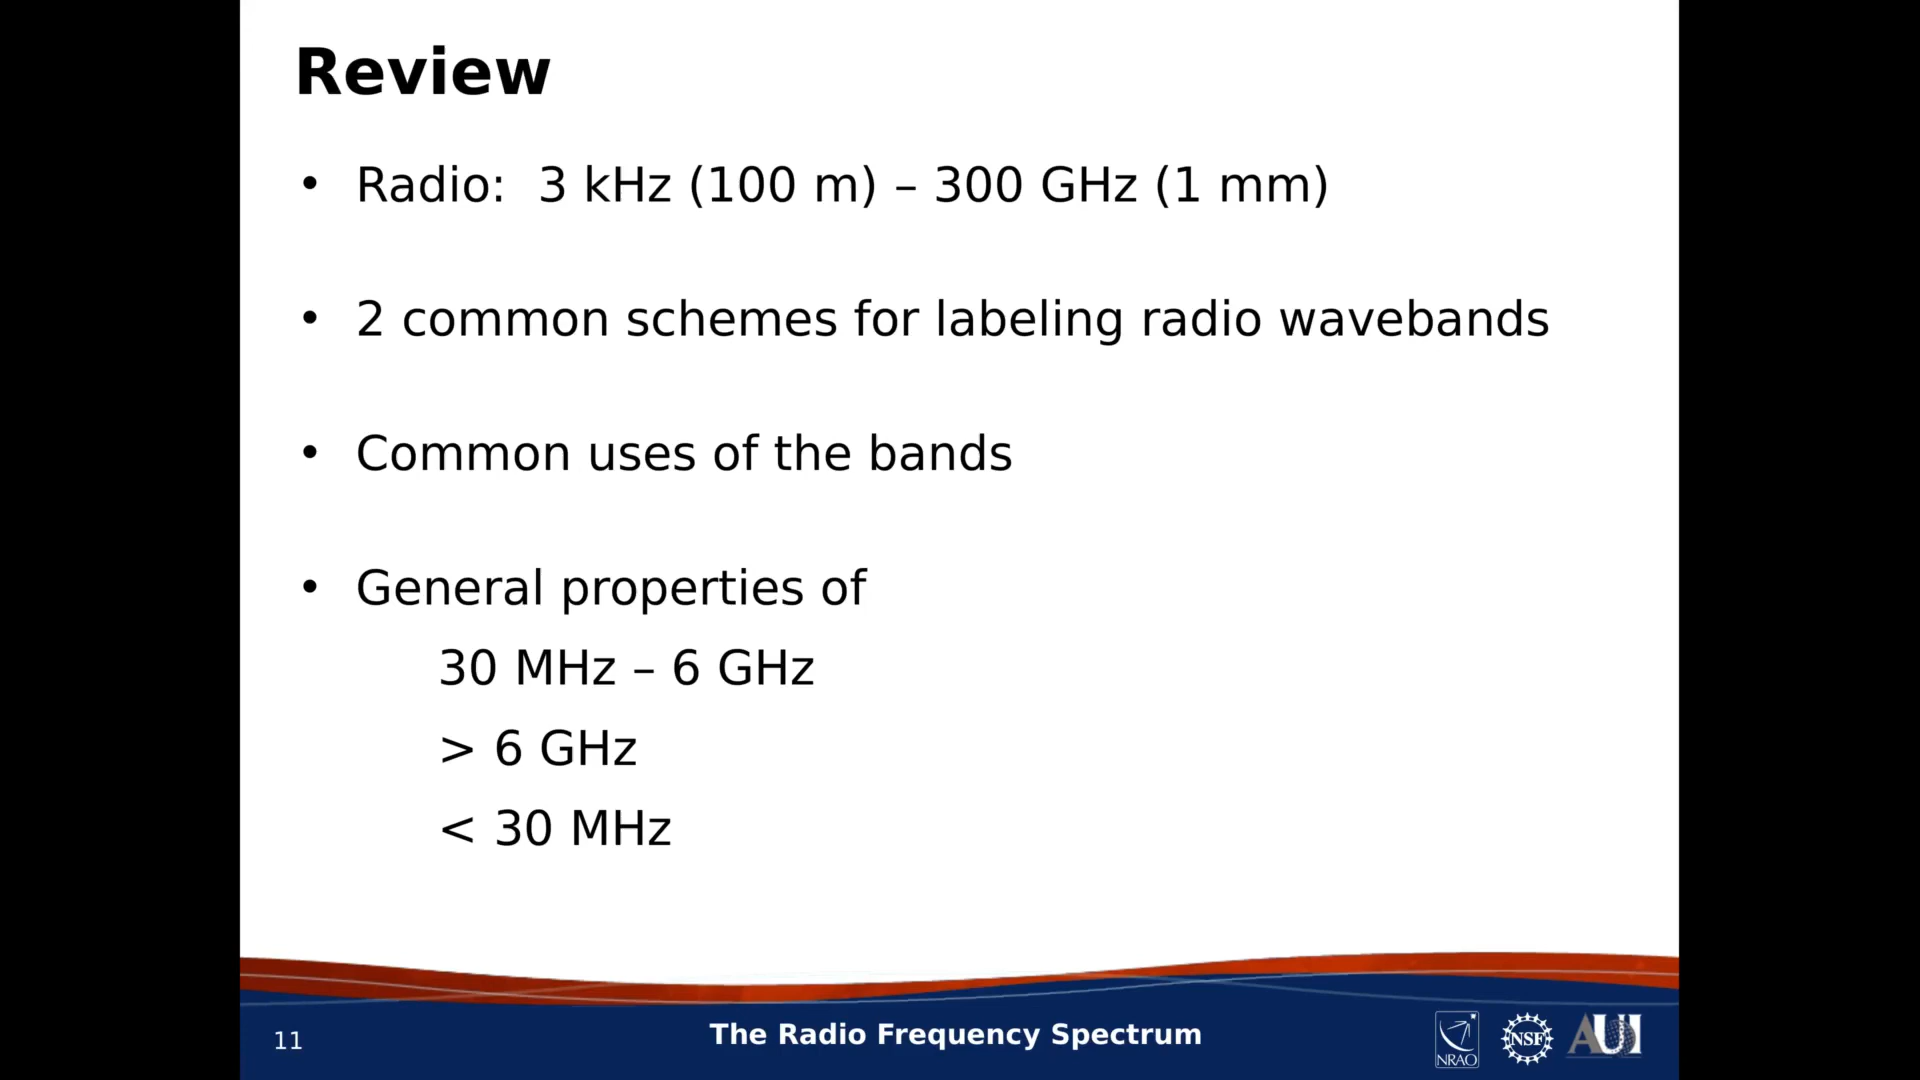 Review
• Radio: 3 kHz (100 m) – 300 GHz (1 mm)
• 2 common schemes for labeling radio wavebands
• Common uses of the bands
• General properties of
30 MHz – 6 GHz
> 6 GHz
< 30 MHz
11
The Radio Frequency Spectrum
NRAO
NSF
AUI